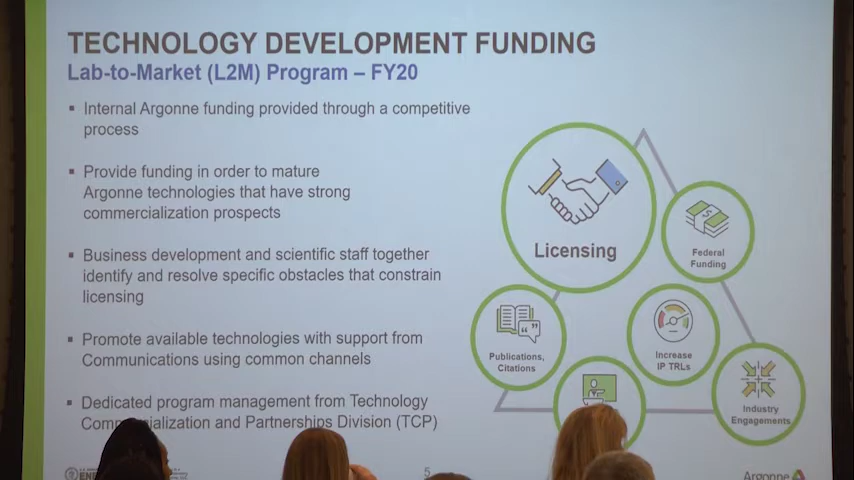 TECHNOLOGY DEVELOPMENT FUNDING
Lab-to-Market (L2M) Program – FY20
▪ Internal Argonne funding provided through a competitive
process
▪ Provide funding in order to mature
Argonne technologies that have strong
commercialization prospects
▪ Business development and scientific staff together
identify and resolve specific obstacles that constrain
licensing
▪ Promote available technologies with support from
Communications using common channels
▪ Dedicated program management from Technology
and Partnerships Division (TCP)
Licensing
$
Federal
Funding
Publications,
Citations
Increase
IP TRLs
Industry
Engagements
5
Argonne